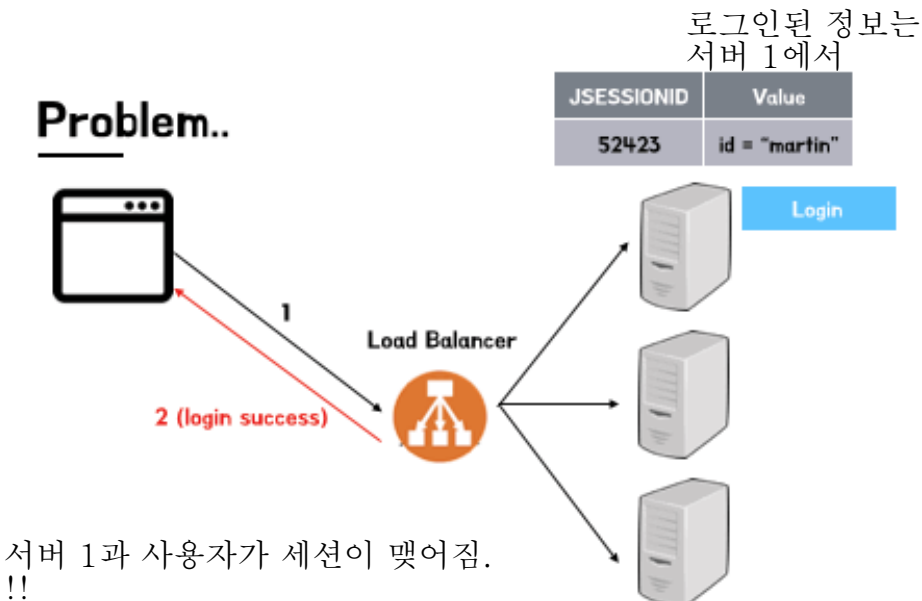 로그인된 정보는
서버 1에서
Problem..
JSESSIONID Value
52423 id = "martin"
Login
1
Load Balancer
2 (login success)
서버 1과 사용자가 세션이 맺어짐.
!!